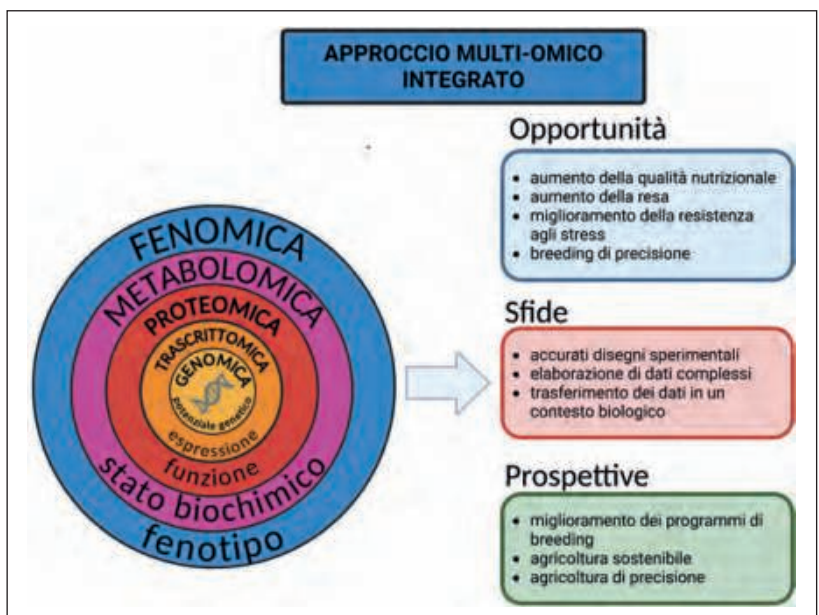 APPROCCIO MULTI-OMICO
INTEGRATO
FENOMICA
METABOLOMICA
PROTEOMICA
TRASCRITTOMICA
GENOMICA
potenziale genetico
espressione
funzione
stato biochimico
fenotipo
Opportunità
• aumento della qualità nutrizionale
• aumento della resa
• miglioramento della resistenza
agli stress
• breeding di precisione
Sfide
• accurati disegni sperimentali
• elaborazione di dati complessi
• trasferimento dei dati in un
contesto biologico
Prospettive
• miglioramento dei programmi di
breeding
• agricoltura sostenibile
• agricoltura di precisione